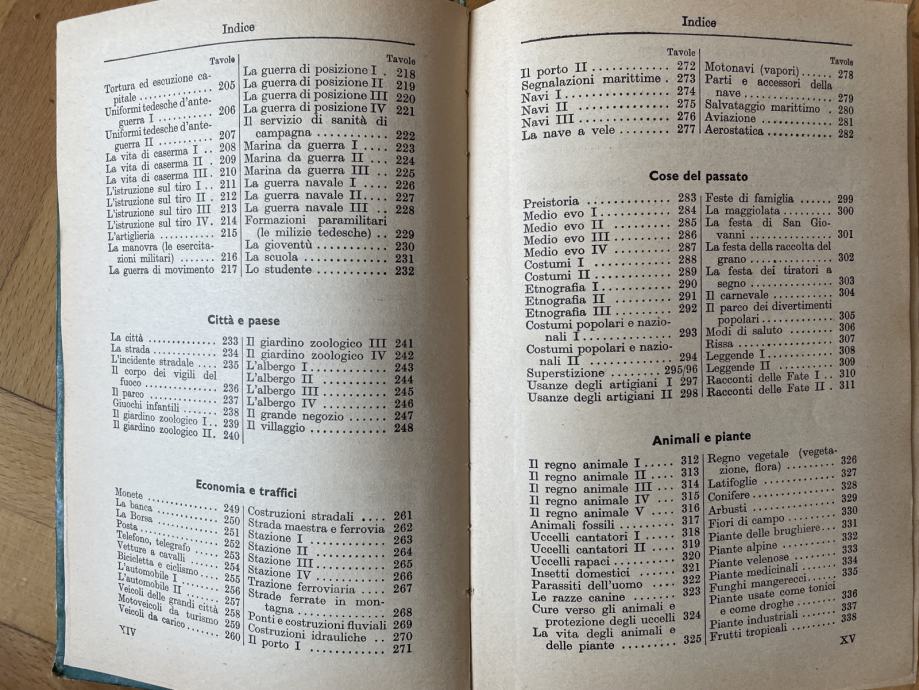 Indice
Tavole
Tortura ed escuzione ca-
pitale .............. 205
Uniformi tedesche d'ante-
guerra I ............ 206
Uniformi tedesche d'ante-
guerra II ........... 207
La vita di caserma I .. 208
La vita di caserma II . 209
La vita di caserma III . 210
L'istruzione sul tiro I .. 211
L'istruzione sul tiro II . 212
L'istruzione sul tiro III 213
L'istruzione sul tiro IV . 214
L'artiglieria ......... 215
La manovra (le esercita-
zioni militari) ...... 216
La guerra di movimento 217
Tavole
La guerra di posizione I . 218
La guerra di posizione II 219
La guerra di posizione III 220
La guerra di posizione IV 221
Il servizio di sanità di
campagna ............ 222
Marina da guerra I .... 223
Marina da guerra II ... 224
Marina da guerra III .. 225
La guerra navale I .... 226
La guerra navale II.... 227
La guerra navale III .. 228
Formazioni paramilitari
(le milizie tedesche) .. 229
La gioventù .......... 230
La scuola ............ 231
Lo studente .......... 232
Città e paese
La città ............. 233
La strada ............ 234
L'incidente stradale ... 235
Il corpo dei vigili del
fuoco ............... 236
Il parco .............. 237
Giuochi infantili ...... 238
Il giardino zoologico I .. 239
Il giardino zoologico II. 240
Il giardino zoologico III 241
Il giardino zoologico IV 242
L'albergo I ........... 243
L'albergo II .......... 244
L'albergo III ......... 245
L'albergo IV ......... 246
Il grande negozio ..... 247
Il villaggio ............ 248
Economia e traffici
Monete .............. 249
La banca ............ 250
La Borsa ............ 251
Posta ............... 252
Telefono, telegrafo .... 253
Vetture a cavalli ...... 254
Bicicletta e ciclismo.... 255
L'automobile I ....... 256
L'automobile II ....... 257
Veicoli delle grandi città 258
Motoveicoli da turismo 259
Veicoli da carico ...... 260
Costruzioni stradali .... 261
Strada maestra e ferrovia 262
Stazione I ............ 263
Stazione II ........... 264
Stazione III .......... 265
Stazione IV .......... 266
Trazione ferroviaria ... 267
Strade ferrate in mon-
tagna ............... 268
Ponti e costruzioni fluviali 269
Costruzioni idrauliche .. 270
Il porto I ............ 271
XIV
Indice
Tavole
Il porto II ........... 272
Segnalazioni marittime . 273
Navi I ............... 274
Navi II .............. 275
Navi III ............. 276
La nave a vele ........ 277
Tavole
Motonavi (vapori)...... 278
Parti e accessori della
nave ................ 279
Salvataggio marittimo . 280
Aviazione ............ 281
Aerostatica ........... 282
Cose del passato
Preistoria ............ 283
Medio evo I .......... 284
Medio evo II ......... 285
Medio evo III ........ 286
Medio evo IV ........ 287
Costumi I ............ 288
Costumi II ........... 289
Etnografia I .......... 290
Etnografia II ......... 291
Etnografia III ........ 292
Costumi popolari e nazio-
nali I ............... 293
Costumi popolari e nazio-
nali II .............. 294
Superstizione ........ 295/96
Usanze degli artigiani I 297
Usanze degli artigiani II 298
Feste di famiglia ...... 299
La maggiolata ........ 300
La festa di San Gio-
vanni ............... 301
La festa della raccolta del
grano ............... 302
La festa dei tiratori a
segno ............... 303
Il carnevale .......... 304
Il parco dei divertimenti
popolari ............. 305
Modi di saluto ........ 306
Rissa ................ 307
Leggende I ........... 308
Leggende II .......... 309
Racconti delle Fate I .. 310
Racconti delle Fate II . 311
Animali e piante
Il regno animale I ..... 312
Il regno animale II .... 313
Il regno animale III ... 314
Il regno animale IV ... 315
Il regno animale V .... 316
Animali fossili ........ 317
Uccelli cantatori I ..... 318
Uccelli cantatori II .... 319
Uccelli rapaci ......... 320
Insetti domestici ...... 321
Parassiti dell'uomo .... 322
Le razze canine ....... 323
Cure verso gli animali e
protezione degli uccelli 324
La vita degli animali e
delle piante .......... 325
Regno vegetale (vegeta-
zione, flora) .......... 326
Latifoglie ............ 327
Conifere .............. 328
Arbusti .............. 329
Fiori di campo ........ 330
Piante delle brughiere... 331
Piante alpine ......... 332
Piante velenose ....... 333
Piante medicinali ...... 334
Funghi mangerecci .... 335
Piante usate come tonici
e come droghe ....... 336
Piante industriali ...... 337
Frutti tropicali ........ 338
XV